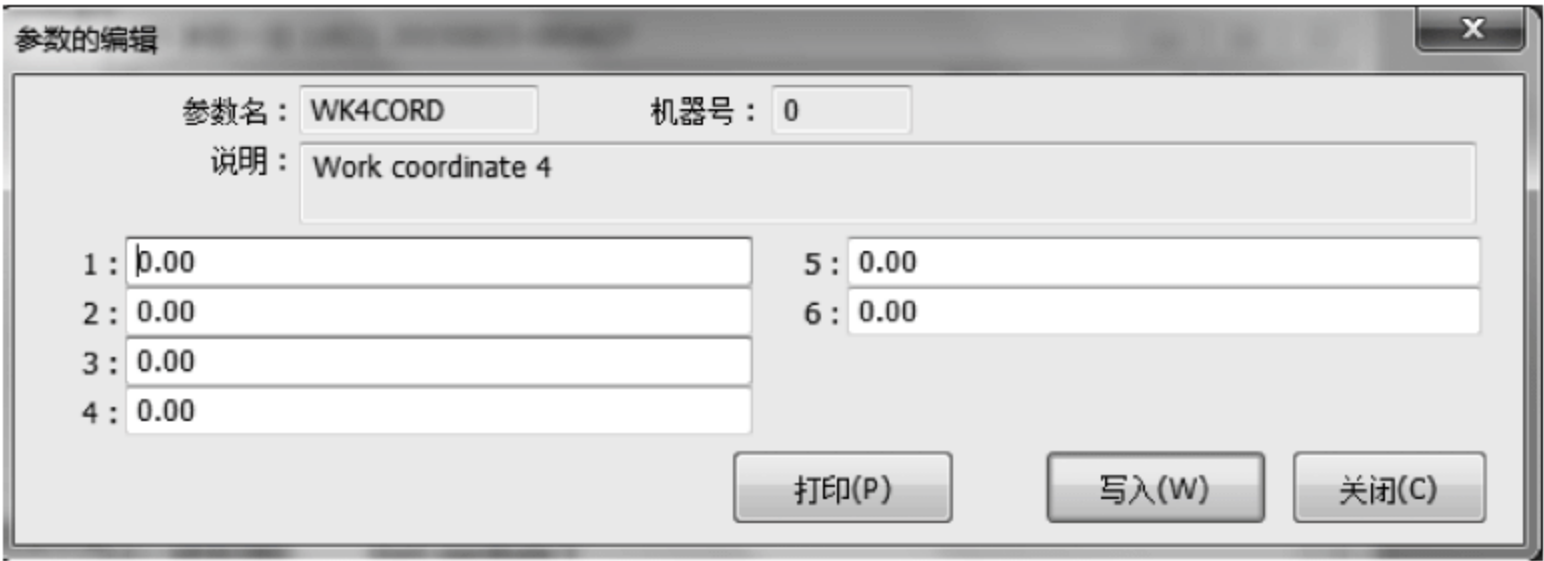 参数的编辑
参数名： WK4CORD 机器号： 0
说明： Work coordinate 4
1： 0.00 5： 0.00
2： 0.00 6： 0.00
3： 0.00
4： 0.00
打印(P) 写入(W) 关闭(C)